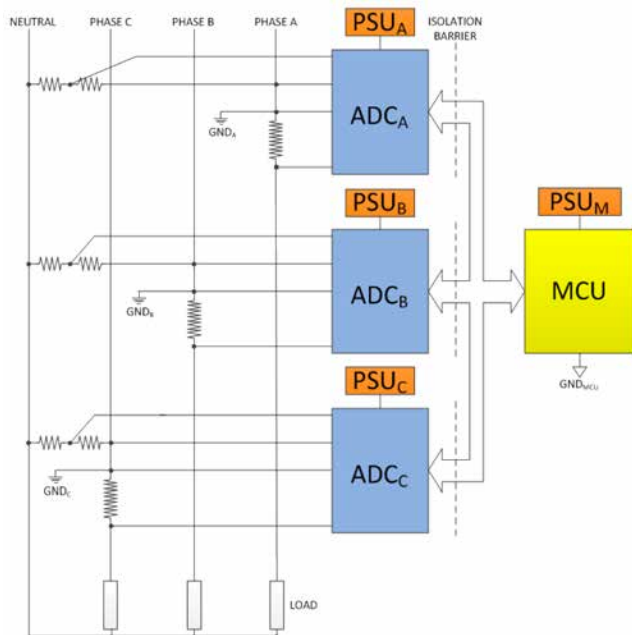 NEUTRAL PHASE C PHASE B PHASE A
ISOLATION
BARRIER
PSUA
ADCA
GNDA
PSUB
ADCB
GNDB
PSUM
MCU
GNDMCU
PSUC
ADCC
GNDC
LOAD